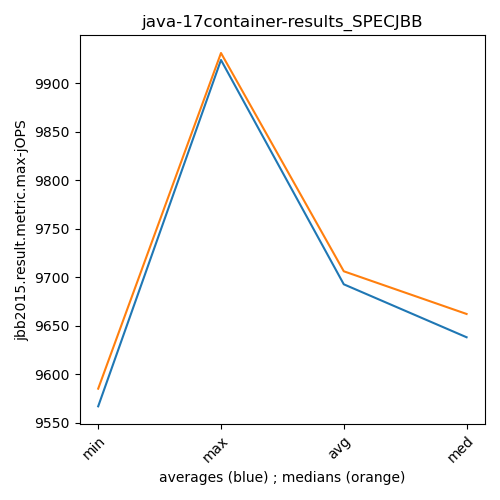 java-17container-results_SPECJBB
jbb2015.result.metric.max-jOPS
9900
9850
9800
9750
9700
9650
9600
9550
min
max
avg
med
averages (blue) ; medians (orange)